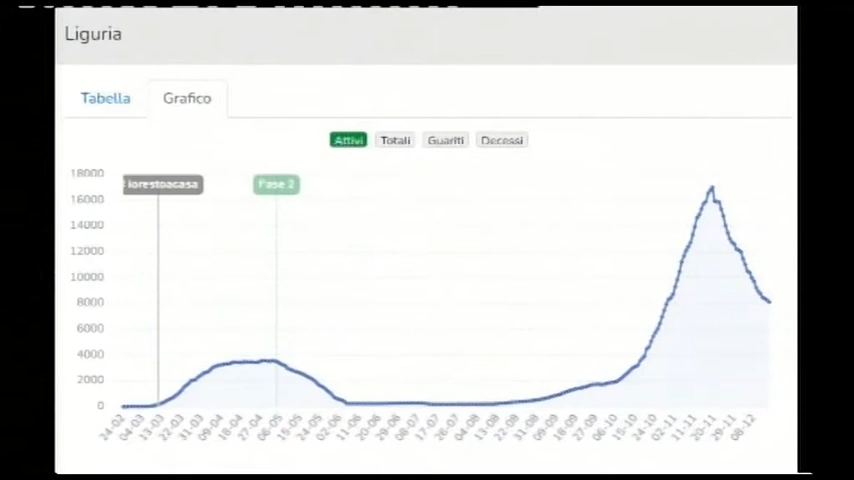 Liguria
Tabella Grafico
Attivi Totali Guariti Decessi
18000
iorestoacasa Fase 2
16000
14000
12000
10000
8000
6000
4000
2000
0
24-02 04-03 13-03 22-03 31-03 09-04 18-04 27-04 06-05 15-05 24-05 02-06 11-06 20-06 29-06 08-07 17-07 26-07 04-08 13-08 22-08 31-08 09-09 18-09 27-09 06-10 15-10 24-10 02-11 11-11 20-11 29-11 08-12